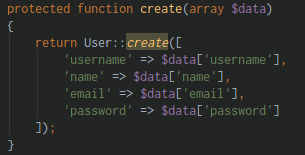 protected function create(array $data)
{
    return User::create([
        'username' => $data['username'],
        'name' => $data['name'],
        'email' => $data['email'],
        'password' => $data['password']
    ]);
}